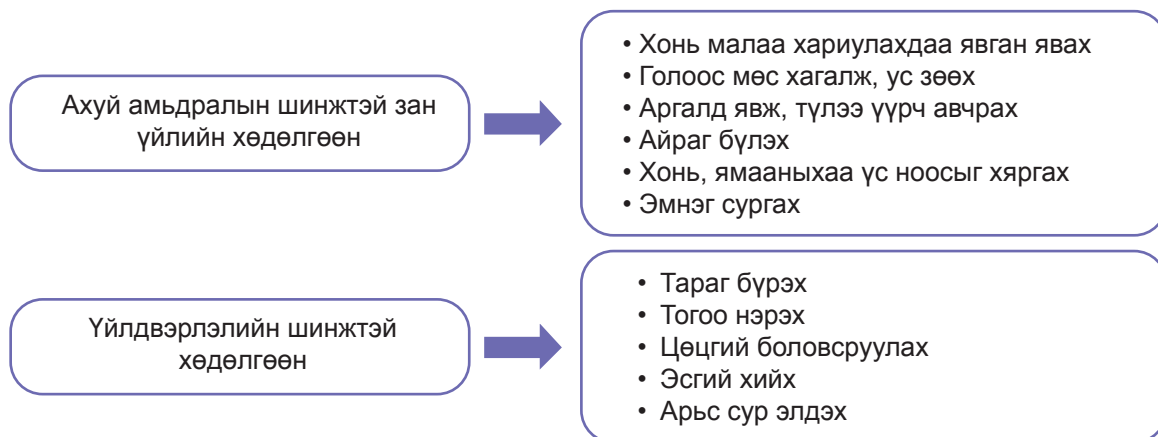 Ахуй амьдралын шинжтэй зан
үйлийн хөдөлгөөн
• Хонь малаа хариулахдаа явган явах
• Голоос мөс хагалж, ус зөөх
• Аргалд явж, түлээ үүрч авчрах
• Айраг бүлэх
• Хонь, ямааныхаа үс ноосыг хяргах
• Эмнэг сургах
Үйлдвэрлэлийн шинжтэй
хөдөлгөөн
• Тараг бүрэх
• Тогоо нэрэх
• Цөцгий боловсруулах
• Эсгий хийх
• Арьс сур элдэх